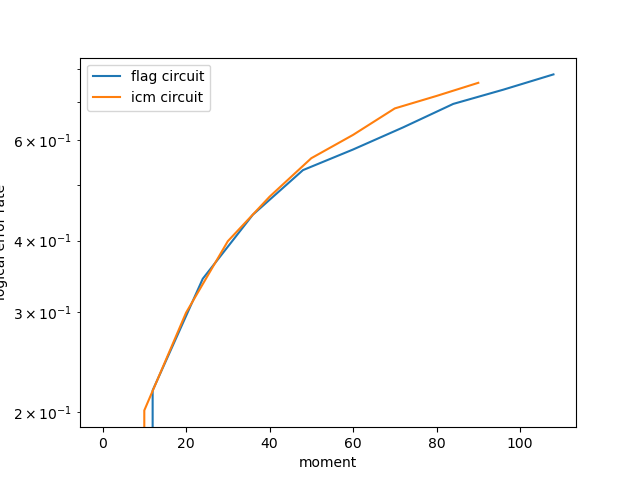 flag circuit
icm circuit
6 × 10⁻¹
4 × 10⁻¹
3 × 10⁻¹
2 × 10⁻¹
logical error rate
0 20 40 60 80 100
moment